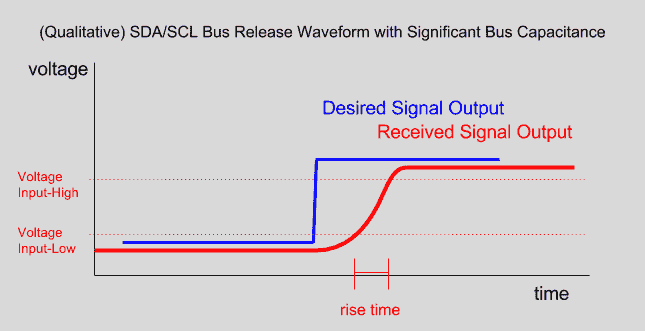 (Qualitative) SDA/SCL Bus Release Waveform with Significant Bus Capacitance
voltage
Desired Signal Output
Received Signal Output
Voltage
Input-High
Voltage
Input-Low
time
rise time